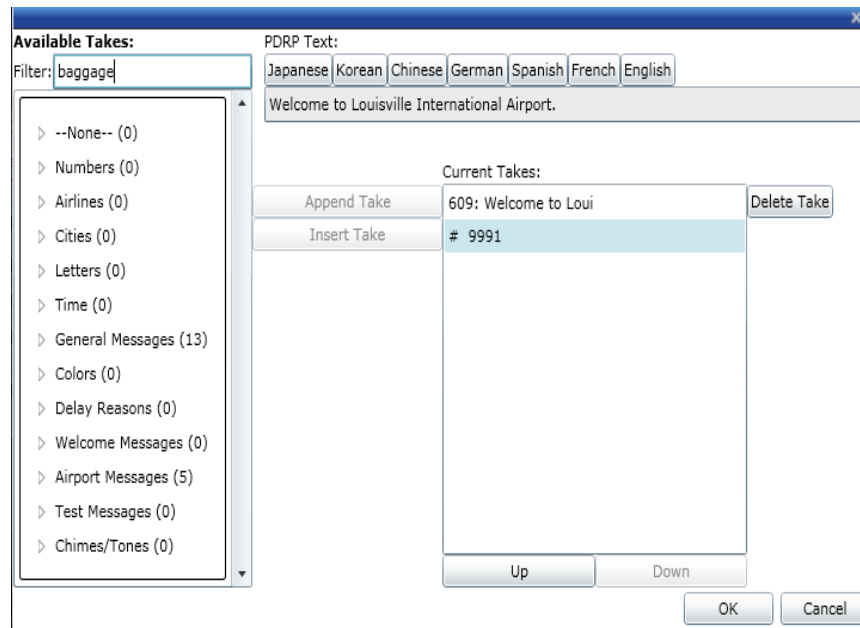 x
Available Takes:
Filter: baggage
--None-- (0)
Numbers (0)
Airlines (0)
Cities (0)
Letters (0)
Time (0)
General Messages (13)
Colors (0)
Delay Reasons (0)
Welcome Messages (0)
Airport Messages (5)
Test Messages (0)
Chimes/Tones (0)
PDRP Text:
Japanese Korean Chinese German Spanish French English
Welcome to Louisville International Airport.
Append Take
Insert Take
Current Takes:
609: Welcome to Loui
# 9991
Delete Take
Up Down
OK Cancel